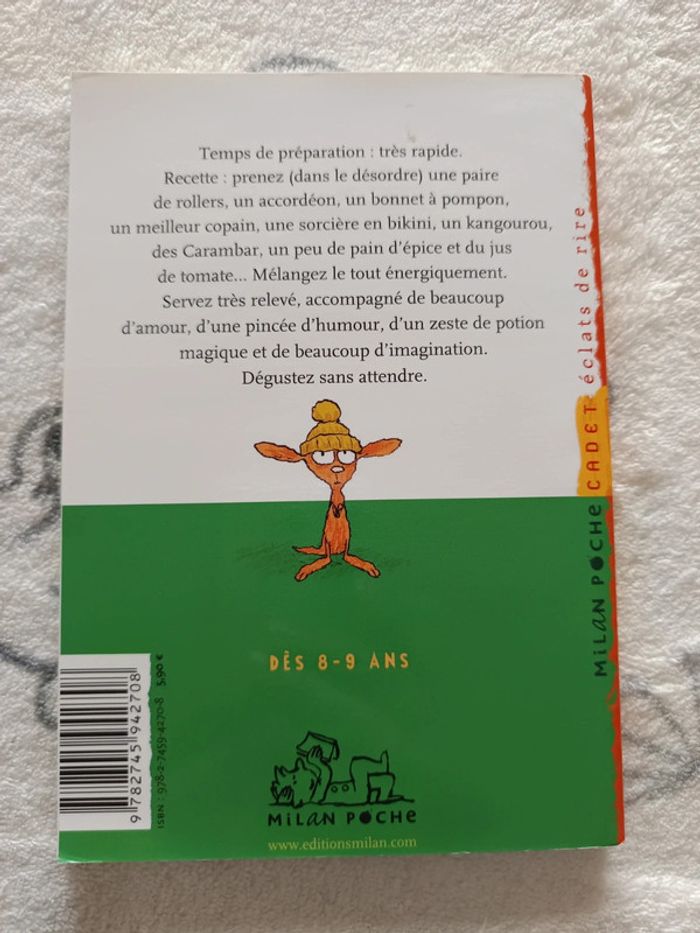 Temps de préparation : très rapide.
Recette : prenez (dans le désordre) une paire
de rollers, un accordéon, un bonnet à pompon,
un meilleur copain, une sorcière en bikini, un kangourou,
des Carambar, un peu de pain d'épice et du jus
de tomate... Mélangez le tout énergiquement.
Servez très relevé, accompagné de beaucoup
d'amour, d'une pincée d'humour, d'un zeste de potion
magique et de beaucoup d'imagination.
Dégustez sans attendre.
MiLAN POCHE CADET éclats de rire
DÈS 8-9 ANS
9 782745 942708
ISBN : 978-2-7459-4270-8
5,90 €
MiLAN POCHE
www.editionsmilan.com